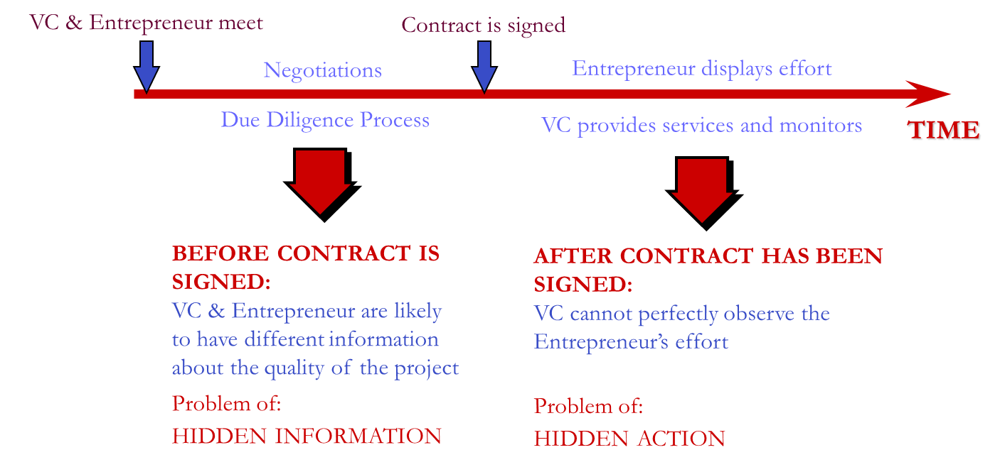 VC & Entrepreneur meet
Contract is signed
Negotiations
Entrepreneur displays effort
Due Diligence Process
VC provides services and monitors
TIME
BEFORE CONTRACT IS
SIGNED:
VC & Entrepreneur are likely
to have different information
about the quality of the project
Problem of:
HIDDEN INFORMATION
AFTER CONTRACT HAS BEEN
SIGNED:
VC cannot perfectly observe the
Entrepreneur’s effort
Problem of:
HIDDEN ACTION